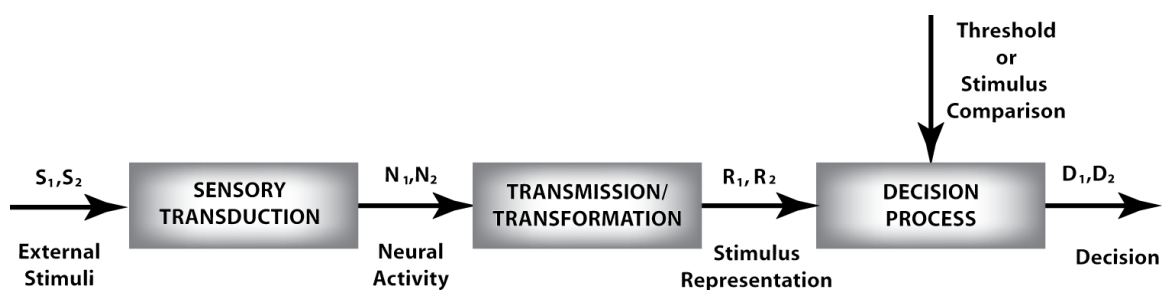 Threshold
or
Stimulus
Comparison
S₁,S₂
SENSORY
TRANSDUCTION
N₁,N₂
TRANSMISSION/
TRANSFORMATION
R₁, R₂
DECISION
PROCESS
D₁,D₂
External
Stimuli
Neural
Activity
Stimulus
Representation
Decision